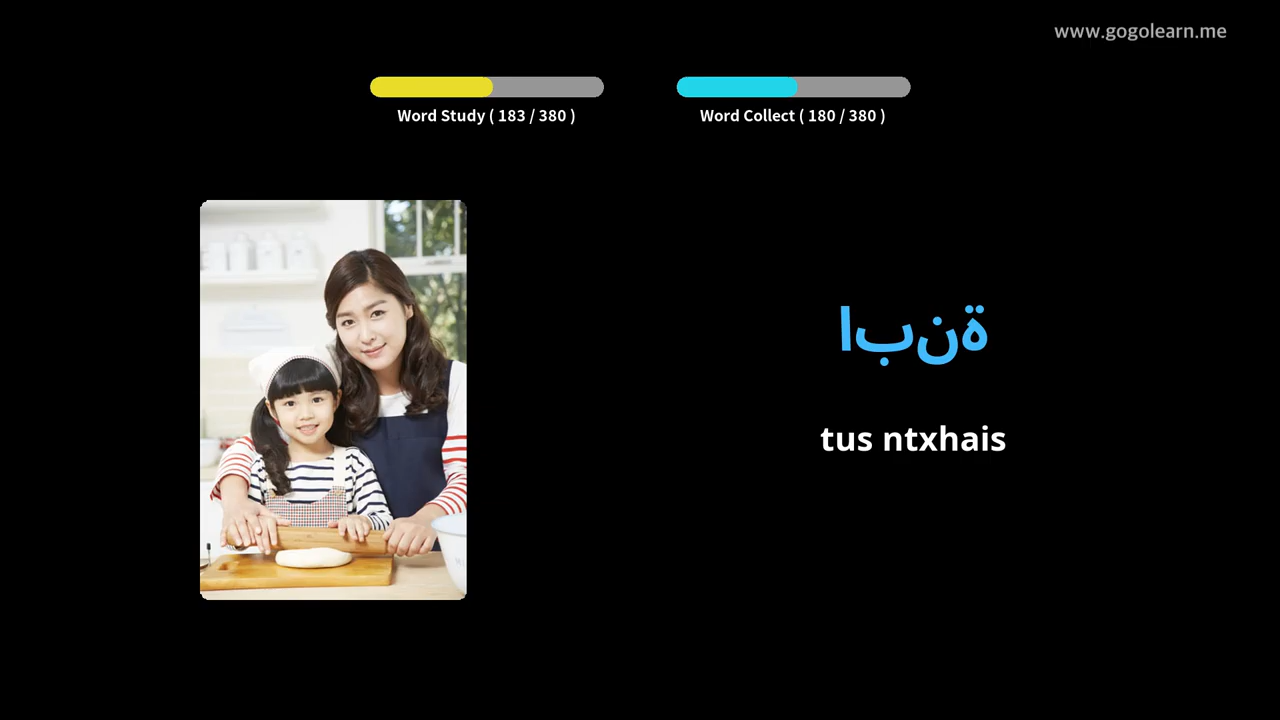 www.gogolearn.me
Word Study ( 183 / 380 )
Word Collect ( 180 / 380 )
ابنة
tus ntxhais